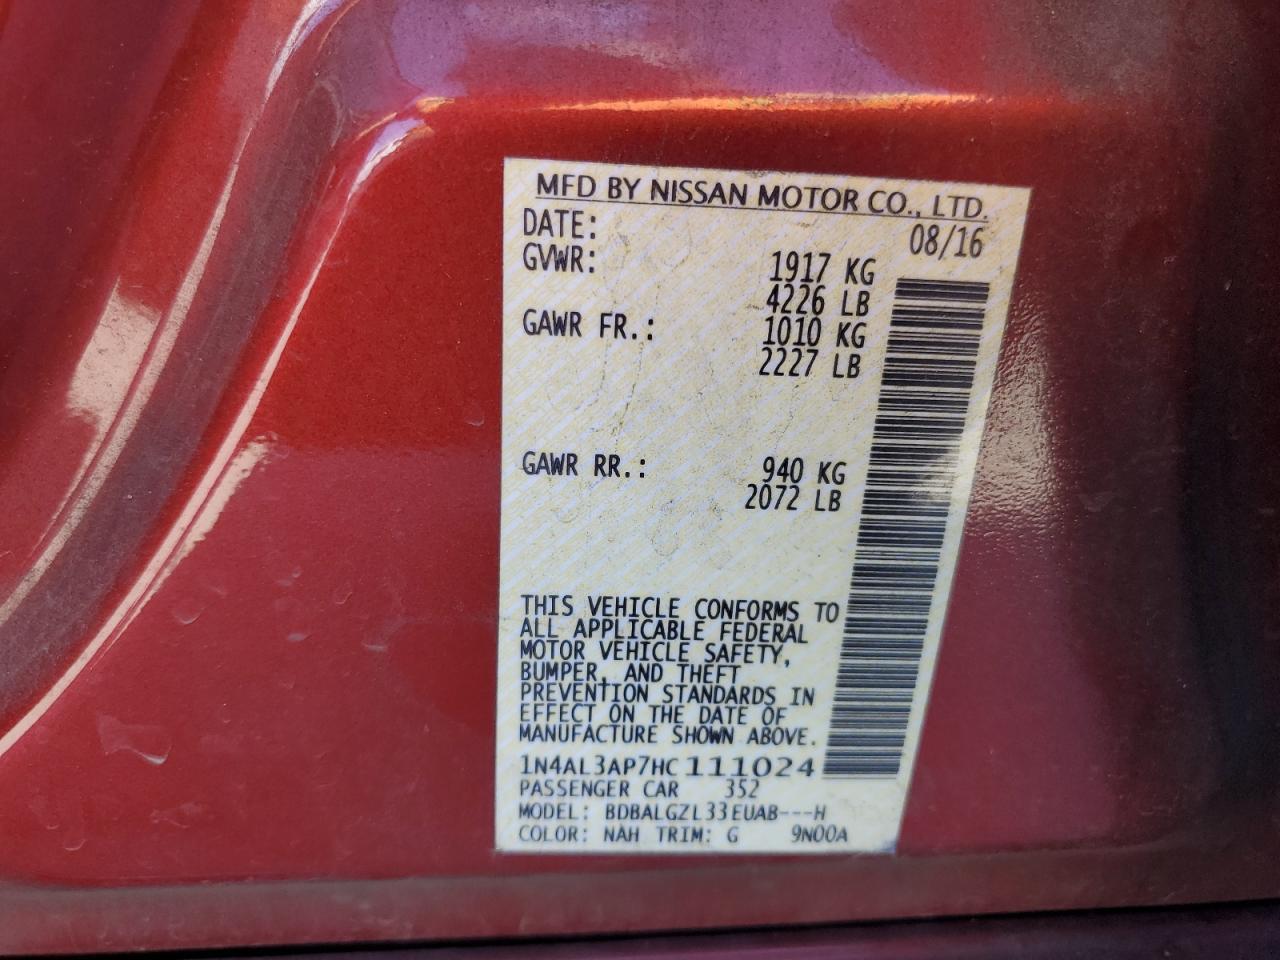 MFD BY NISSAN MOTOR CO., LTD.
DATE: 08/16
GVWR: 1917 KG
4226 LB
GAWR FR.: 1010 KG
2227 LB
GAWR RR.: 940 KG
2072 LB
THIS VEHICLE CONFORMS TO
ALL APPLICABLE FEDERAL
MOTOR VEHICLE SAFETY,
BUMPER, AND THEFT
PREVENTION STANDARDS IN
EFFECT ON THE DATE OF
MANUFACTURE SHOWN ABOVE.
1N4AL3AP7HC111024
PASSENGER CAR 352
MODEL: BDBALGZL33EUAB---H
COLOR: NAH TRIM: G 9N00A